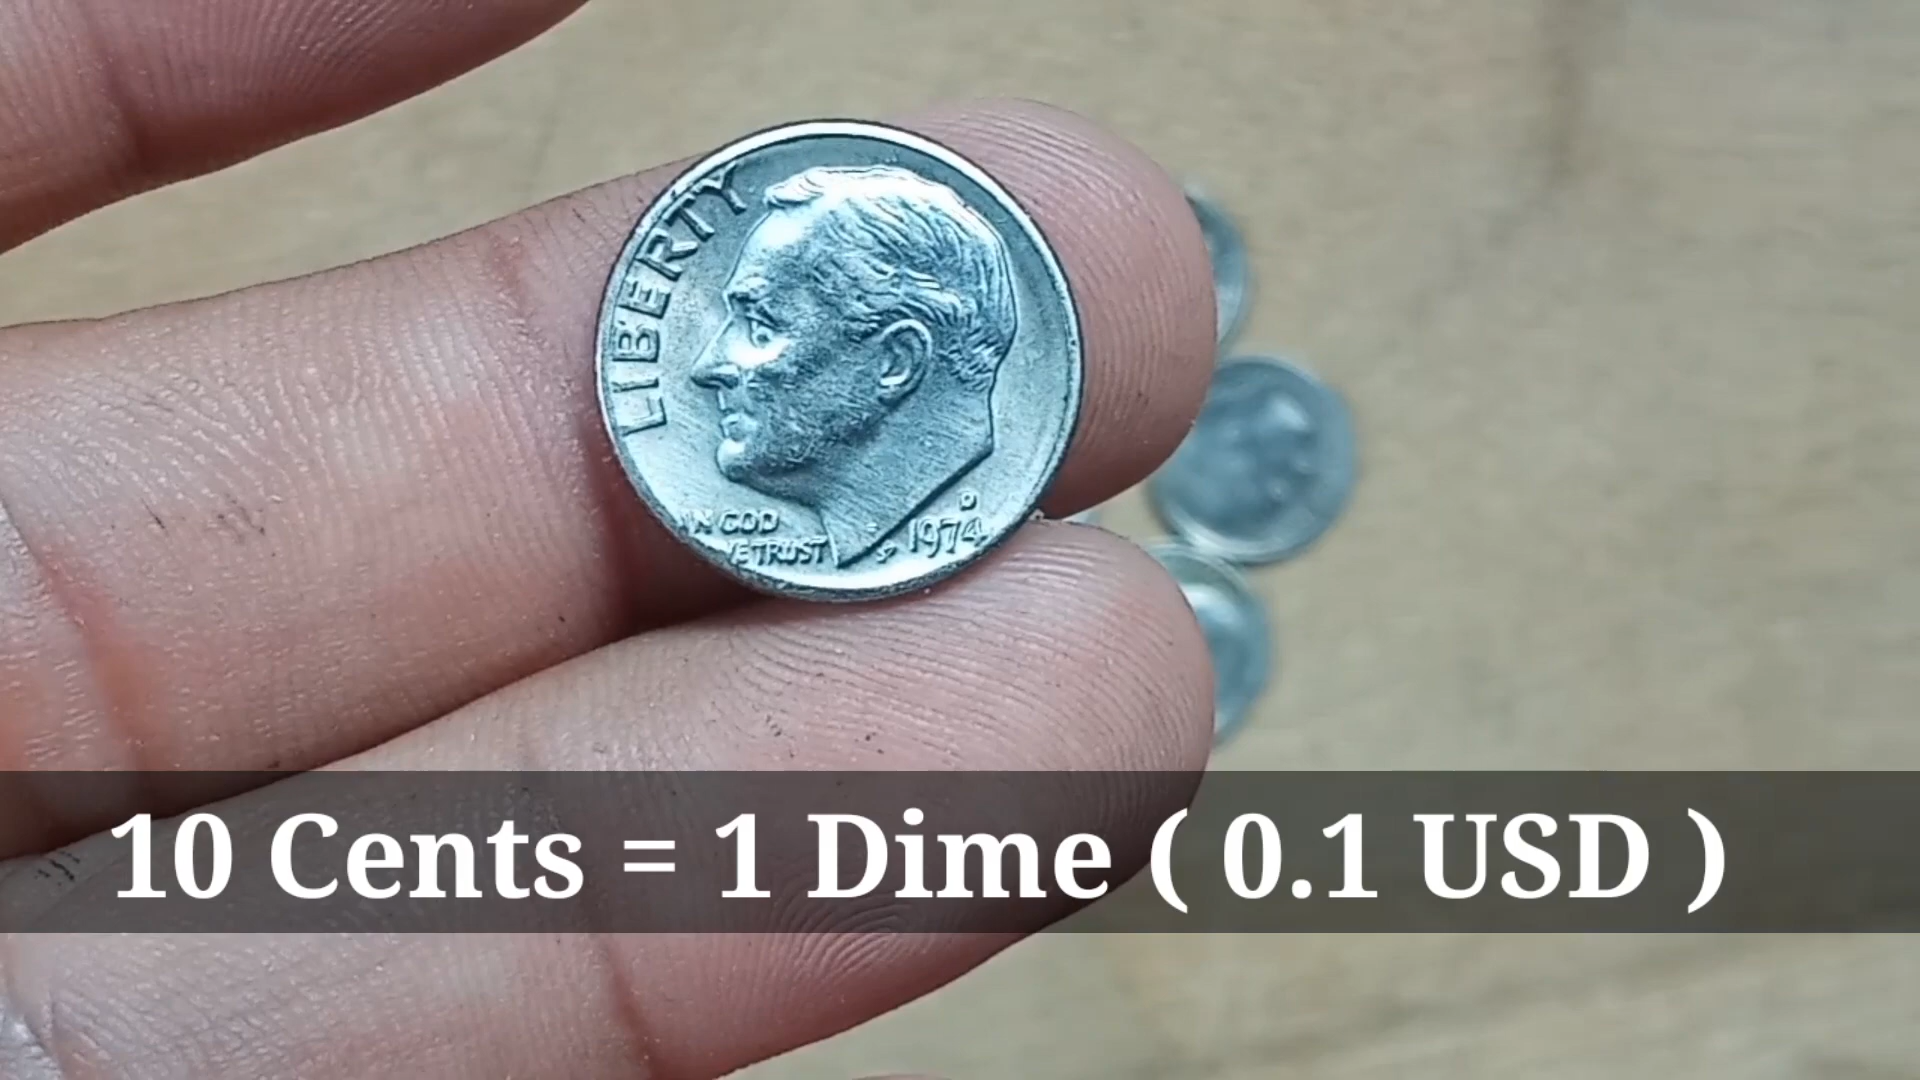 LIBERTY
IN GOD
WE TRUST
D
1974
10 Cents = 1 Dime ( 0.1 USD )